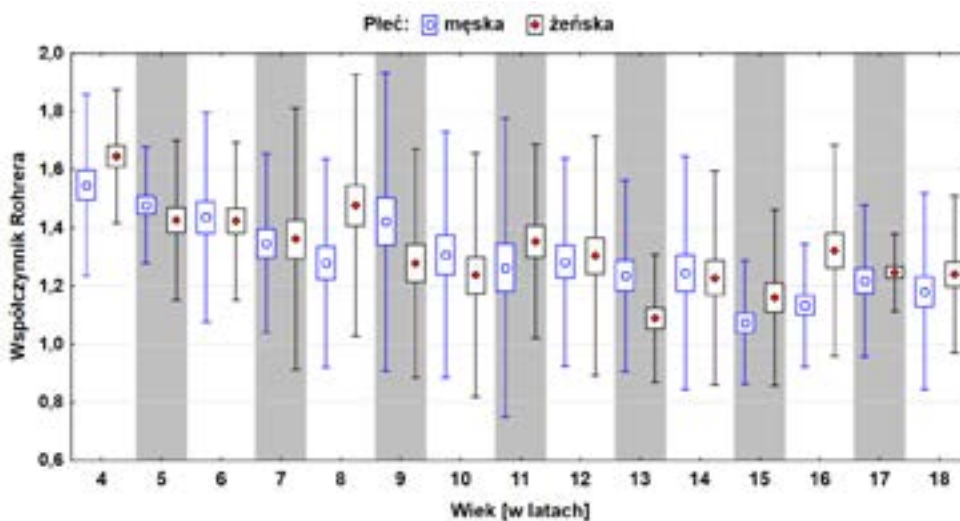 Płeć: męska żeńska
Współczynnik Rohrera
2,0
1,8
1,6
1,4
1,2
1,0
0,8
0,6
4 5 6 7 8 9 10 11 12 13 14 15 16 17 18
Wiek [w latach]